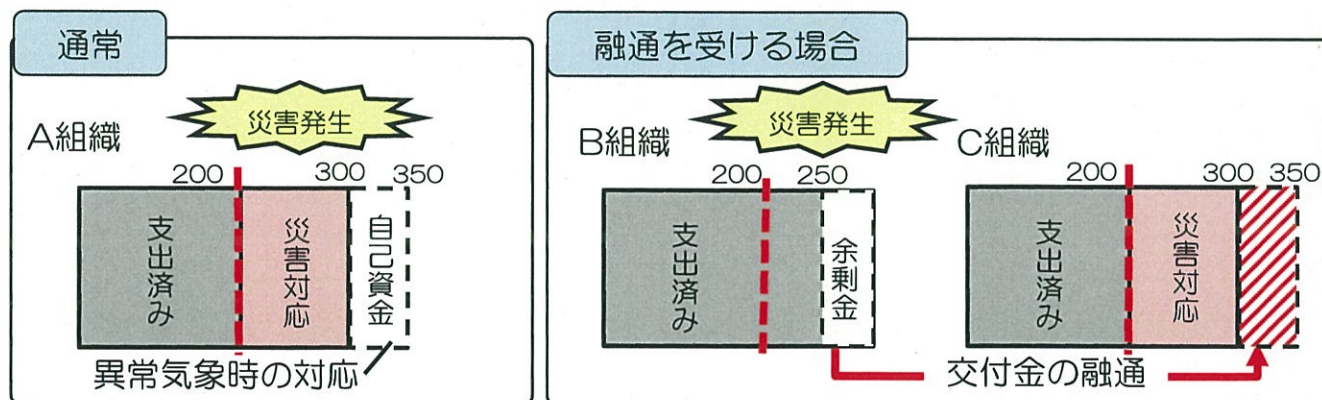 通常
災害発生
A組織
200
300
350
支出済み
災害対応
自己資金
異常気象時の対応
融通を受ける場合
災害発生
B組織
200
250
支出済み
余剰金
C組織
200
300
350
支出済み
災害対応
交付金の融通